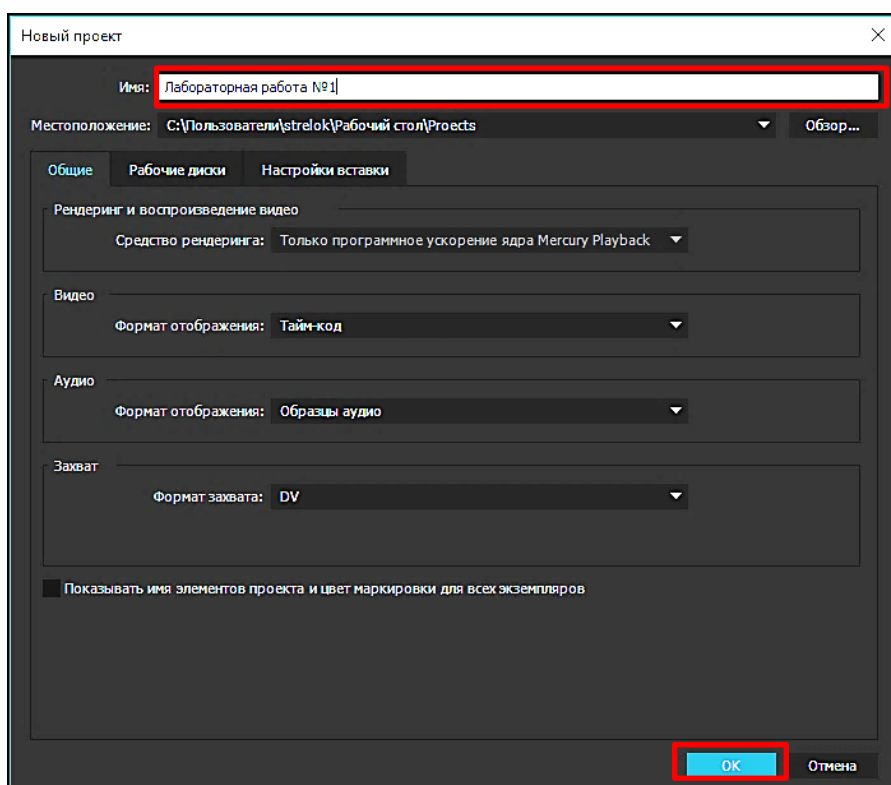 Новый проект
Имя: Лабораторная работа №1
Местоположение: C:\Пользователи\strelok\Рабочий стол\Proects Обзор...
Общие Рабочие диски Настройки вставки
Рендеринг и воспроизведение видео
Средство рендеринга: Только программное ускорение ядра Mercury Playback
Видео
Формат отображения: Тайм-код
Аудио
Формат отображения: Образцы аудио
Захват
Формат захвата: DV
Показывать имя элементов проекта и цвет маркировки для всех экземпляров
ОК Отмена